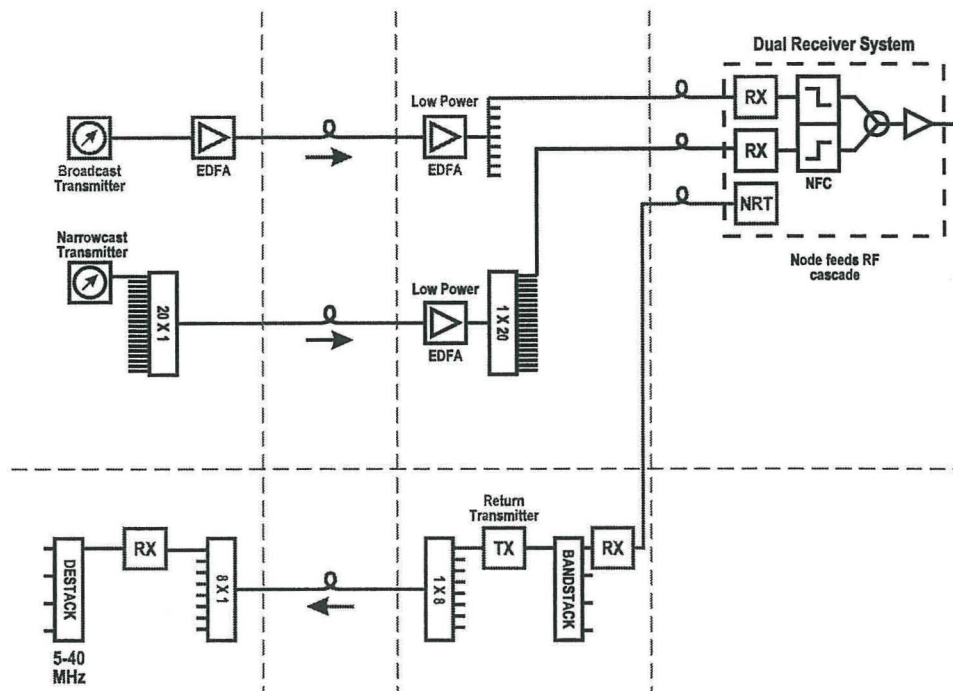 Dual Receiver System
Low Power
RX
Broadcast
Transmitter
EDFA
EDFA
RX
NFC
NRT
Narrowcast
Transmitter
Node feeds RF
cascade
Low Power
20 X 1
1 X 20
EDFA
Return
Transmitter
RX
TX
RX
DESTACK
8 X 1
1 X 8
BANDSTACK
5-40
MHz